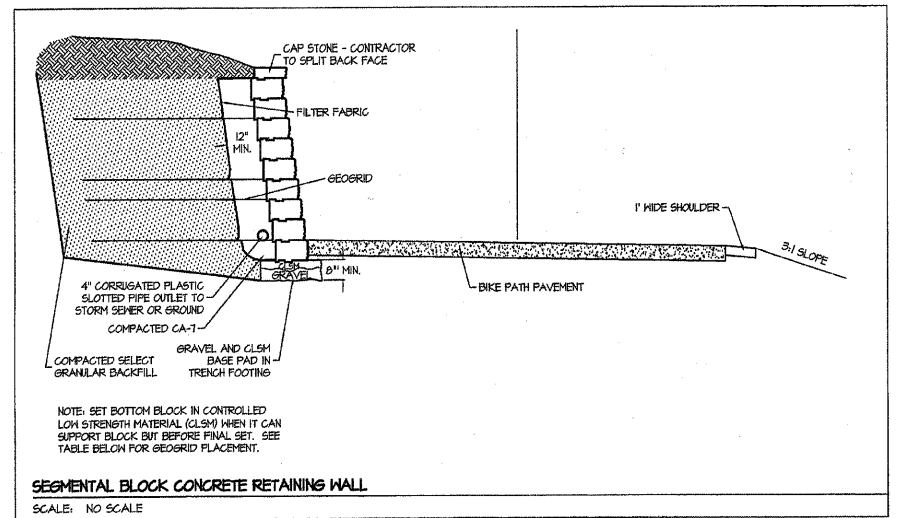 CAP STONE - CONTRACTOR
TO SPLIT BACK FACE
FILTER FABRIC
12"
MIN.
GEOGRID
1' WIDE SHOULDER
3:1 SLOPE
CLSM
GRAVEL
8" MIN.
BIKE PATH PAVEMENT
4" CORRUGATED PLASTIC
SLOTTED PIPE OUTLET TO
STORM SEWER OR GROUND
COMPACTED CA-7
GRAVEL AND CLSM
BASE PAD IN
TRENCH FOOTING
COMPACTED SELECT
GRANULAR BACKFILL
NOTE: SET BOTTOM BLOCK IN CONTROLLED
LOW STRENGTH MATERIAL (CLSM) WHEN IT CAN
SUPPORT BLOCK BUT BEFORE FINAL SET. SEE
TABLE BELOW FOR GEOGRID PLACEMENT.
SEGMENTAL BLOCK CONCRETE RETAINING WALL
SCALE: NO SCALE